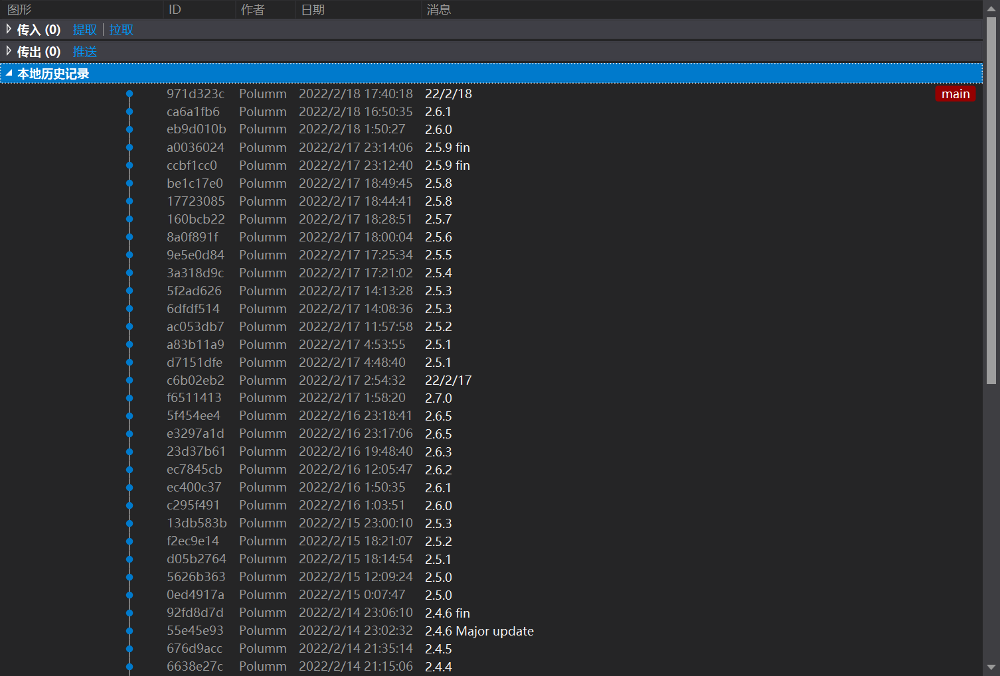 图形 ID 作者 日期 消息
传入 (0) 提取 | 拉取
传出 (0) 推送
本地历史记录
971d323c Polumm 2022/2/18 17:40:18 22/2/18 main
ca6a1fb6 Polumm 2022/2/18 16:50:35 2.6.1
eb9d010b Polumm 2022/2/18 1:50:27 2.6.0
a0036024 Polumm 2022/2/17 23:14:06 2.5.9 fin
ccbf1cc0 Polumm 2022/2/17 23:12:40 2.5.9 fin
be1c17e0 Polumm 2022/2/17 18:49:45 2.5.8
17723085 Polumm 2022/2/17 18:44:41 2.5.8
160bcb22 Polumm 2022/2/17 18:28:51 2.5.7
8a0f891f Polumm 2022/2/17 18:00:04 2.5.6
9e5e0d84 Polumm 2022/2/17 17:25:34 2.5.5
3a318d9c Polumm 2022/2/17 17:21:02 2.5.4
5f2ad626 Polumm 2022/2/17 14:13:28 2.5.3
6dfdf514 Polumm 2022/2/17 14:08:36 2.5.3
ac053db7 Polumm 2022/2/17 11:57:58 2.5.2
a83b11a9 Polumm 2022/2/17 4:53:55 2.5.1
d7151dfe Polumm 2022/2/17 4:48:40 2.5.1
c6b02eb2 Polumm 2022/2/17 2:54:32 22/2/17
f6511413 Polumm 2022/2/17 1:58:20 2.7.0
5f454ee4 Polumm 2022/2/16 23:18:41 2.6.5
e3297a1d Polumm 2022/2/16 23:17:06 2.6.5
23d37b61 Polumm 2022/2/16 19:48:40 2.6.3
ec7845cb Polumm 2022/2/16 12:05:47 2.6.2
ec400c37 Polumm 2022/2/16 1:50:35 2.6.1
c295f491 Polumm 2022/2/16 1:03:51 2.6.0
13db583b Polumm 2022/2/15 23:00:10 2.5.3
f2ec9e14 Polumm 2022/2/15 18:21:07 2.5.2
d05b2764 Polumm 2022/2/15 18:14:54 2.5.1
5626b363 Polumm 2022/2/15 12:09:24 2.5.0
0ed4917a Polumm 2022/2/15 0:07:47 2.5.0
92fd8d7d Polumm 2022/2/14 23:06:10 2.4.6 fin
55e45e93 Polumm 2022/2/14 23:02:32 2.4.6 Major update
676d9acc Polumm 2022/2/14 21:35:14 2.4.5
6638e27c Polumm 2022/2/14 21:15:06 2.4.4